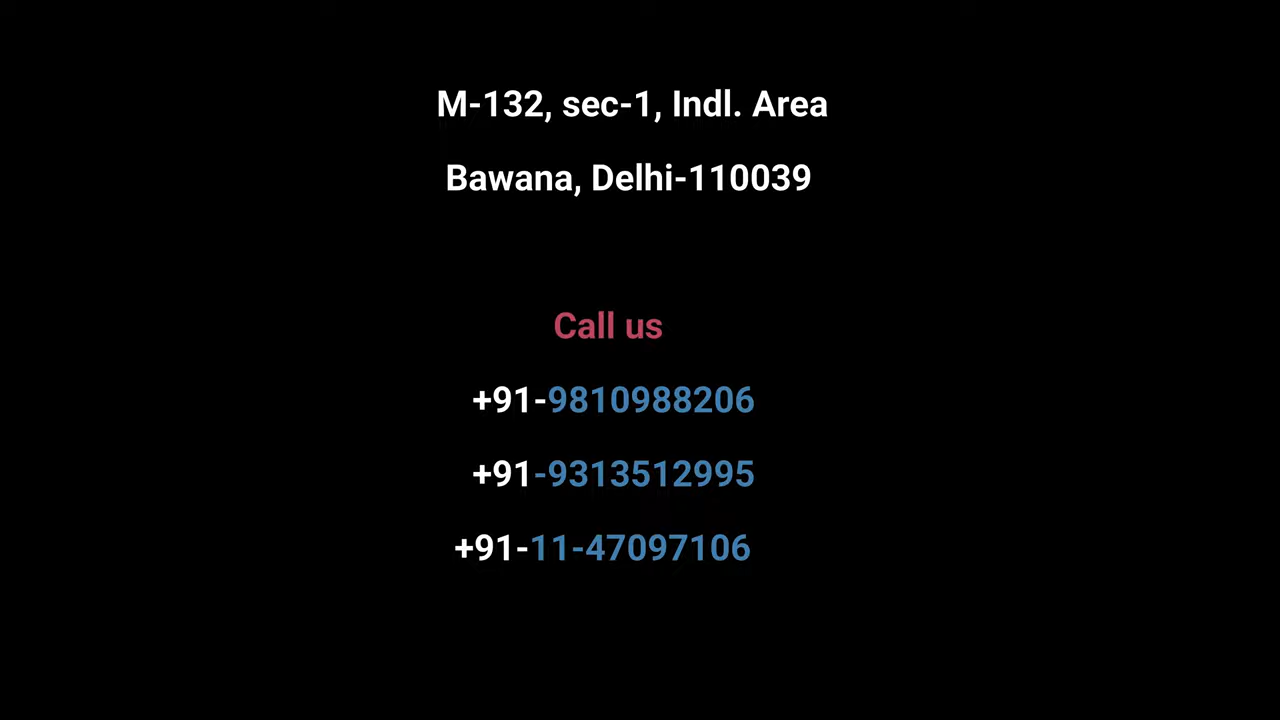 M-132, sec-1, Indl. Area
Bawana, Delhi-110039
Call us
+91-9810988206
+91-9313512995
+91-11-47097106